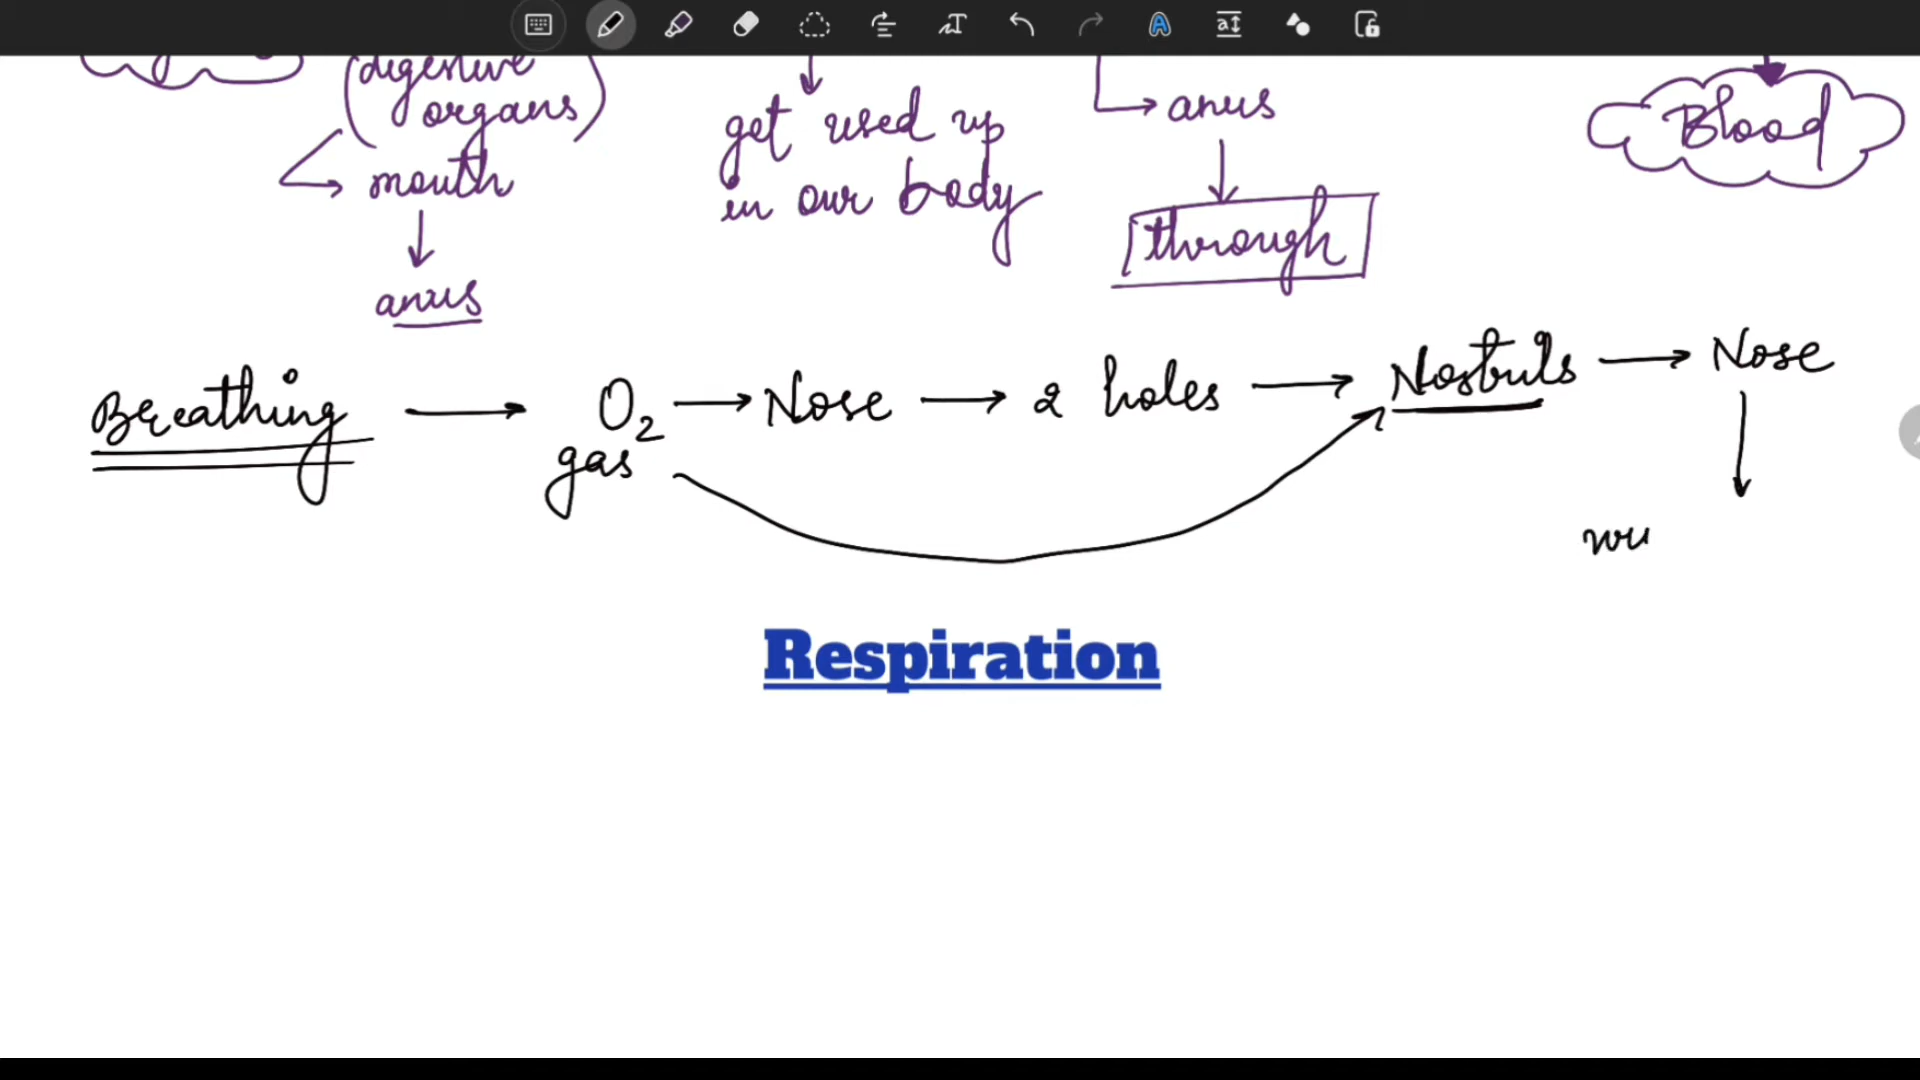 (digestive
organs)
mouth
anus
get used up
in our body
anus
through
Blood
Breathing → O2 gas → Nose → 2 holes → Nostrils → Nose
Respiration